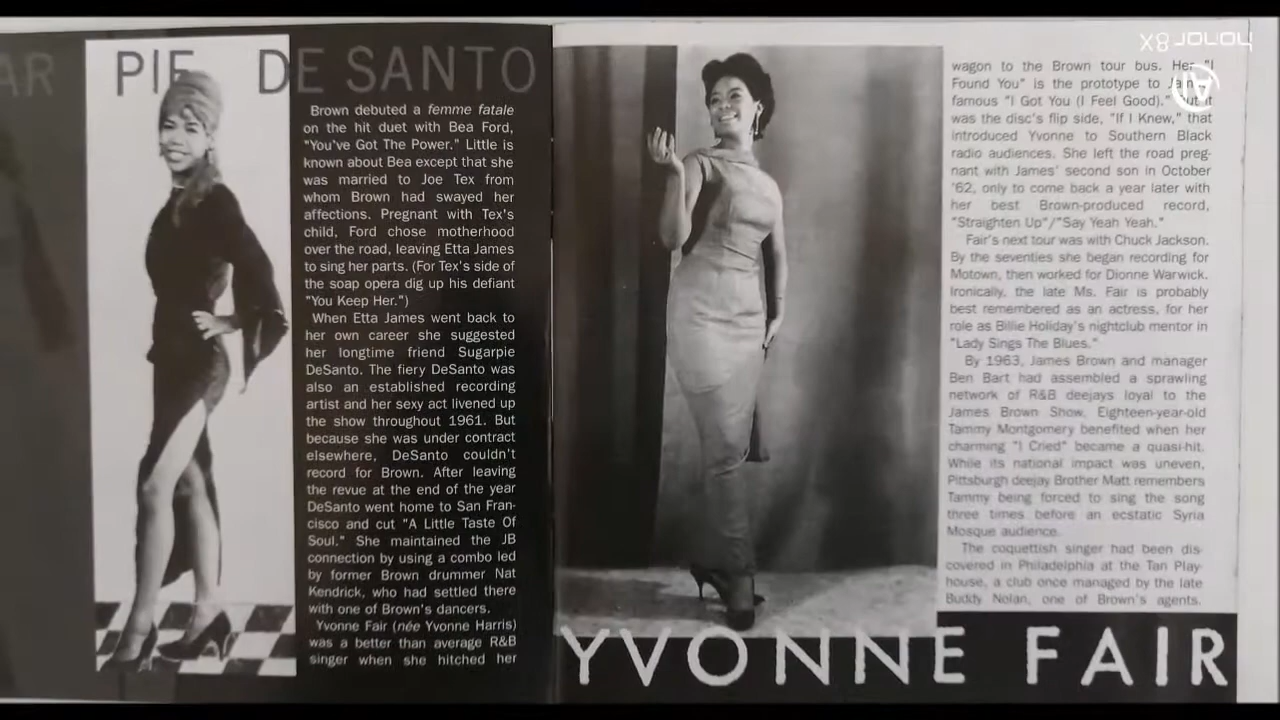 AR PIE DE SANTO
Brown debuted a femme fatale
on the hit duet with Bea Ford,
"You've Got The Power." Little is
known about Bea except that she
was married to Joe Tex from
whom Brown had swayed her
affections. Pregnant with Tex's
child, Ford chose motherhood
over the road, leaving Etta James
to sing her parts. (For Tex's side of
the soap opera dig up his defiant
"You Keep Her.")
When Etta James went back to
her own career she suggested
her longtime friend Sugarpie
DeSanto. The fiery DeSanto was
also an established recording
artist and her sexy act livened up
the show throughout 1961. But
because she was under contract
elsewhere, DeSanto couldn't
record for Brown. After leaving
the revue at the end of the year
DeSanto went home to San Fran-
cisco and cut "A Little Taste Of
Soul." She maintained the JB
connection by using a combo led
by former Brown drummer Nat
Kendrick, who had settled there
with one of Brown's dancers.
Yvonne Fair (née Yvonne Harris)
was a better than average R&B
singer when she hitched her
wagon to the Brown tour bus. Her "I
Found You" is the prototype to
famous "I Got You (I Feel Good)." But it
was the disc's flip side, "If I Knew," that
introduced Yvonne to Southern Black
radio audiences. She left the road preg-
nant with James' second son in October
'62, only to come back a year later with
her best Brown-produced record,
"Straighten Up"/"Say Yeah Yeah."
Fair's next tour was with Chuck Jackson.
By the seventies she began recording for
Motown, then worked for Dionne Warwick.
Ironically, the late Ms. Fair is probably
best remembered as an actress, for her
role as Billie Holiday's nightclub mentor in
"Lady Sings The Blues."
By 1963, James Brown and manager
Ben Bart had assembled a sprawling
network of R&B deejays loyal to the
James Brown Show. Eighteen-year-old
Tammy Montgomery benefited when her
charming "I Cried" became a quasi-hit.
While its national impact was uneven,
Pittsburgh deejay Brother Matt remembers
Tammy being forced to sing the song
three times before an ecstatic Syria
Mosque audience.
The coquettish singer had been dis-
covered in Philadelphia at the Tan Play-
house, a club once managed by the late
Buddy Nolan, one of Brown's agents.
YVONNE FAIR
honor 8X